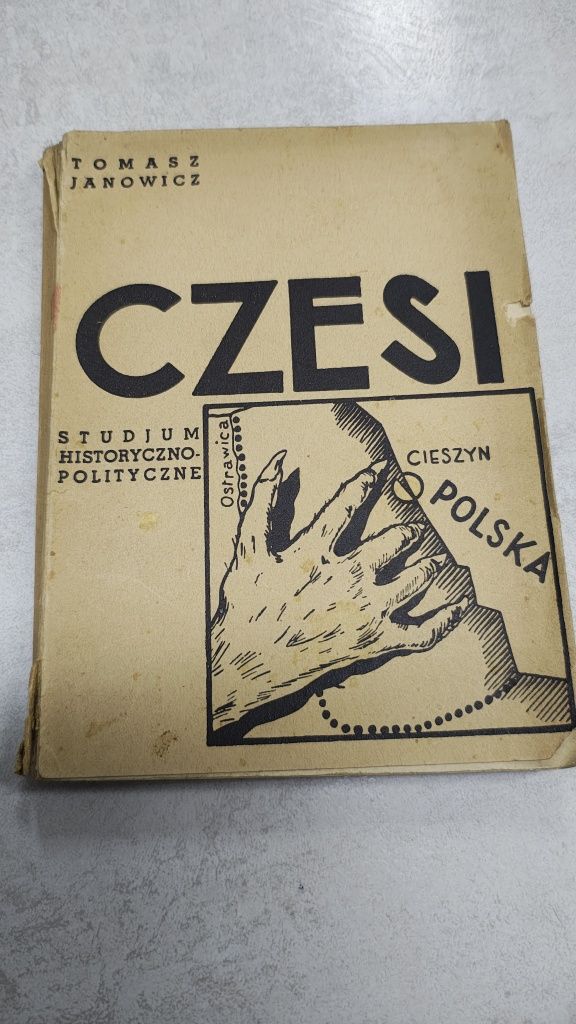 TOMASZ
JANOWICZ
CZESI
STUDJUM
HISTORYCZNO-
POLITYCZNE
Ostrawica
CIESZYN
POLSKA